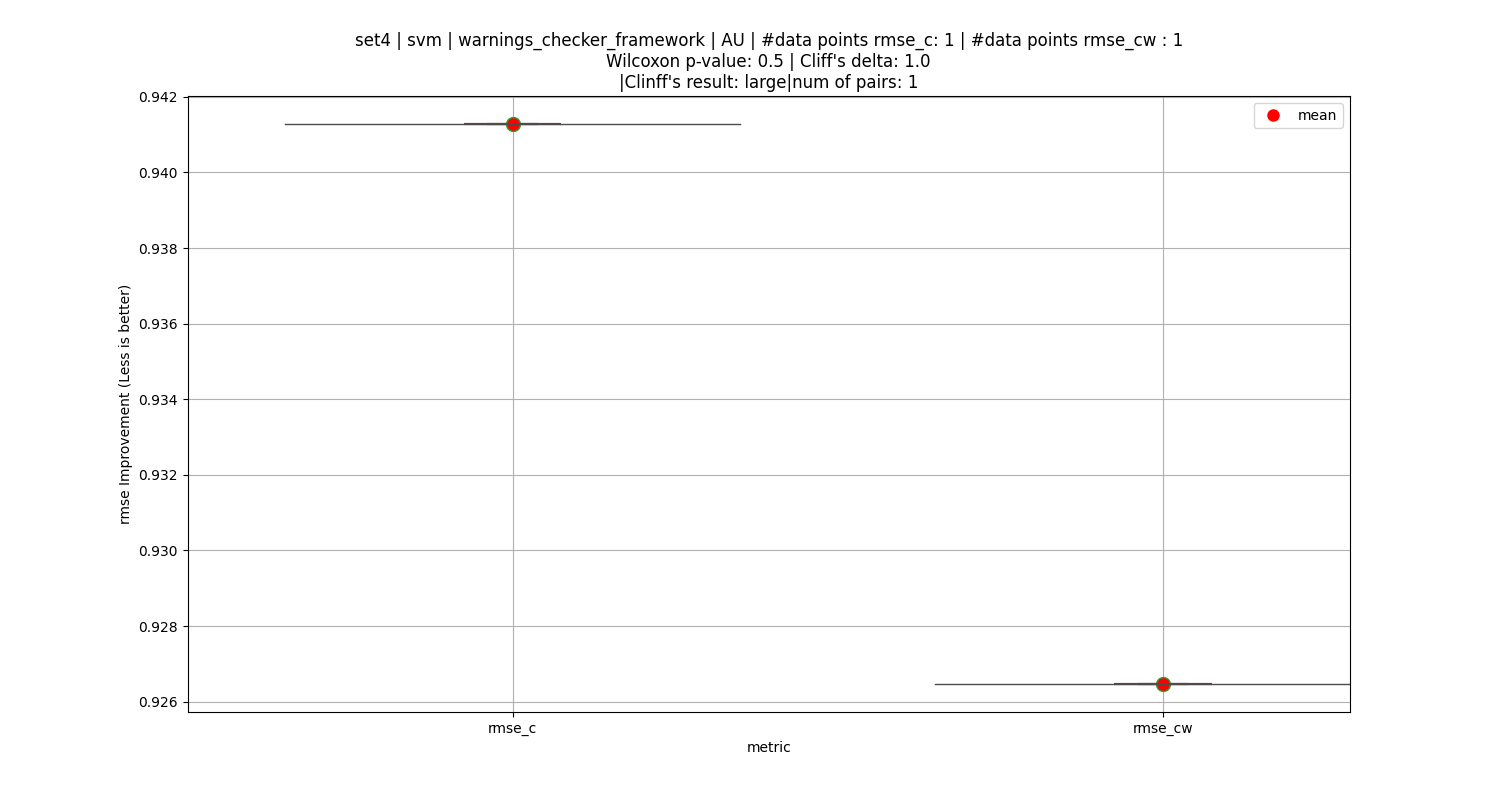 set4 | svm | warnings_checker_framework | AU | #data points rmse_c: 1 | #data points rmse_cw : 1
Wilcoxon p-value: 0.5 | Cliff's delta: 1.0
|Clinff's result: large|num of pairs: 1
mean
0.942
0.940
0.938
0.936
0.934
0.932
0.930
0.928
0.926
rmse Improvement (Less is better)
rmse_c
rmse_cw
metric